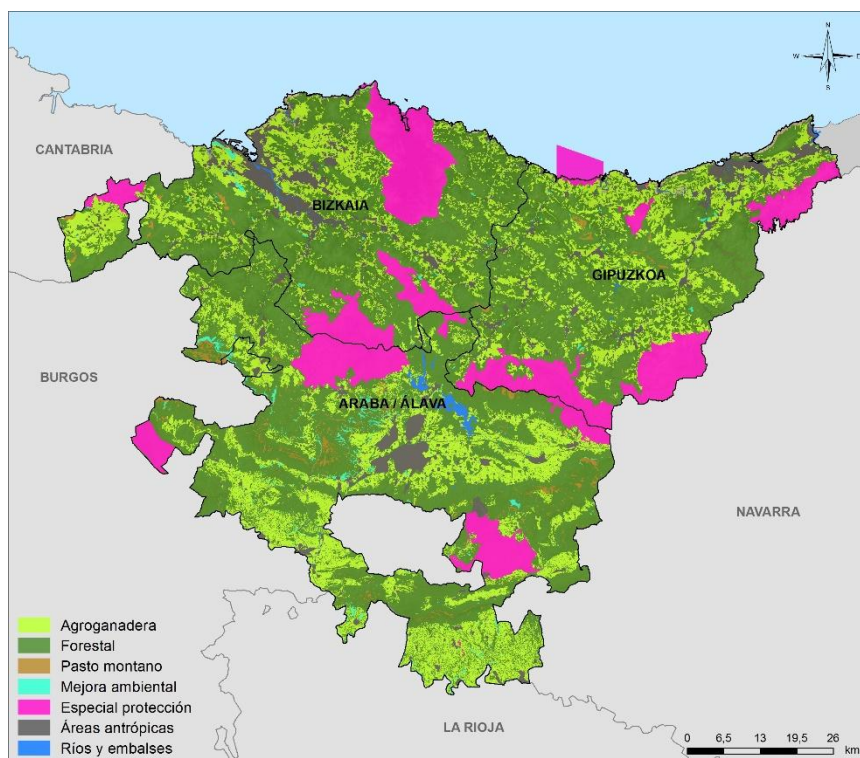 N
W E
S
CANTABRIA
BIZKAIA
GIPUZKOA
BURGOS
ARABA / ÁLAVA
NAVARRA
Agroganadera
Forestal
Pasto montano
Mejora ambiental
Especial protección
Áreas antrópicas
Ríos y embalses
LA RIOJA
0 6,5 13 19,5 26
km